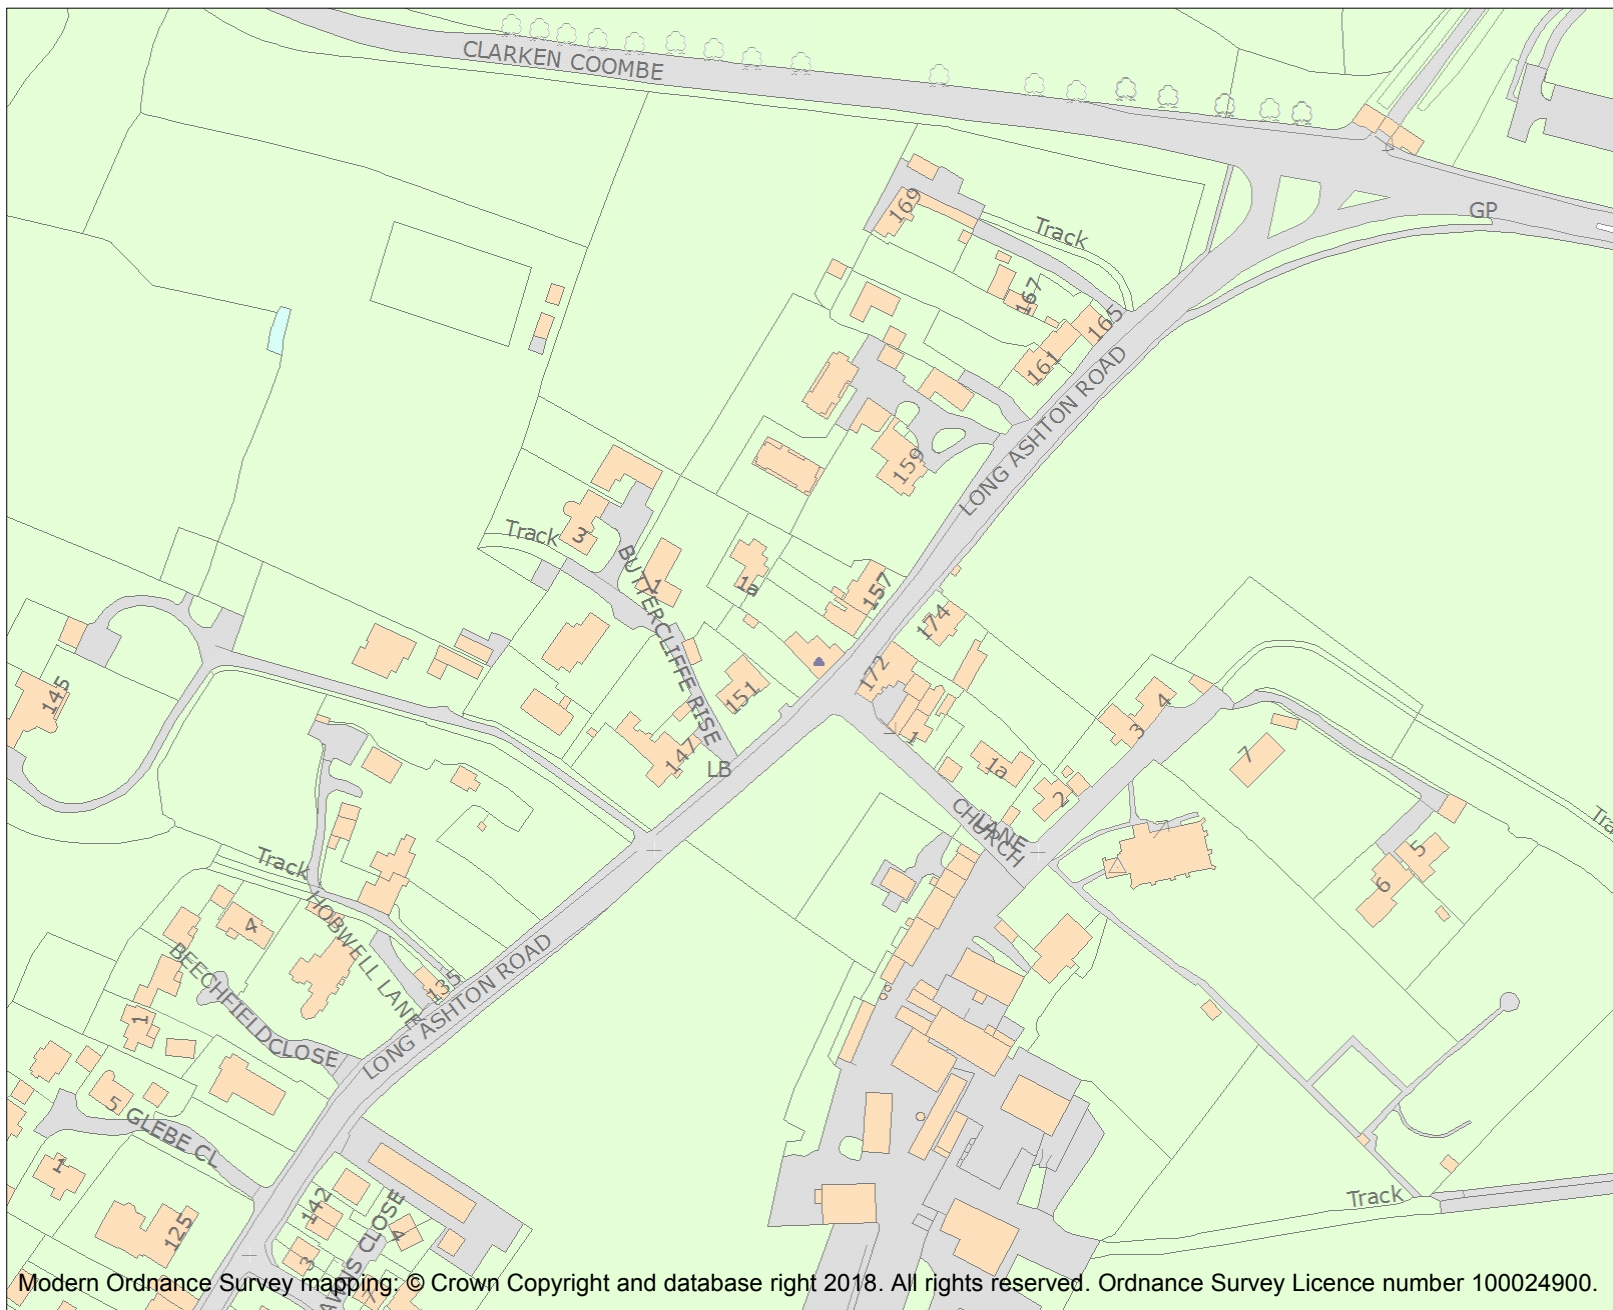 CLARKEN COOMBE
GP
169
Track
167
165
161
LONG ASHTON ROAD
159
Track
3
BUTTERCLIFFE RISE
1
1a
157
174
172
145
151
147
LB
1
1a
2
3
4
7
CHURCH
LANE
5
6
Track
HOBWELL LANE
4
BEECHFIELD CLOSE
135
LONG ASHTON ROAD
1
5
GLEBE CL
1
125
142
3
4
Track
Modern Ordnance Survey mapping: © Crown Copyright and database right 2018. All rights reserved. Ordnance Survey Licence number 100024900.